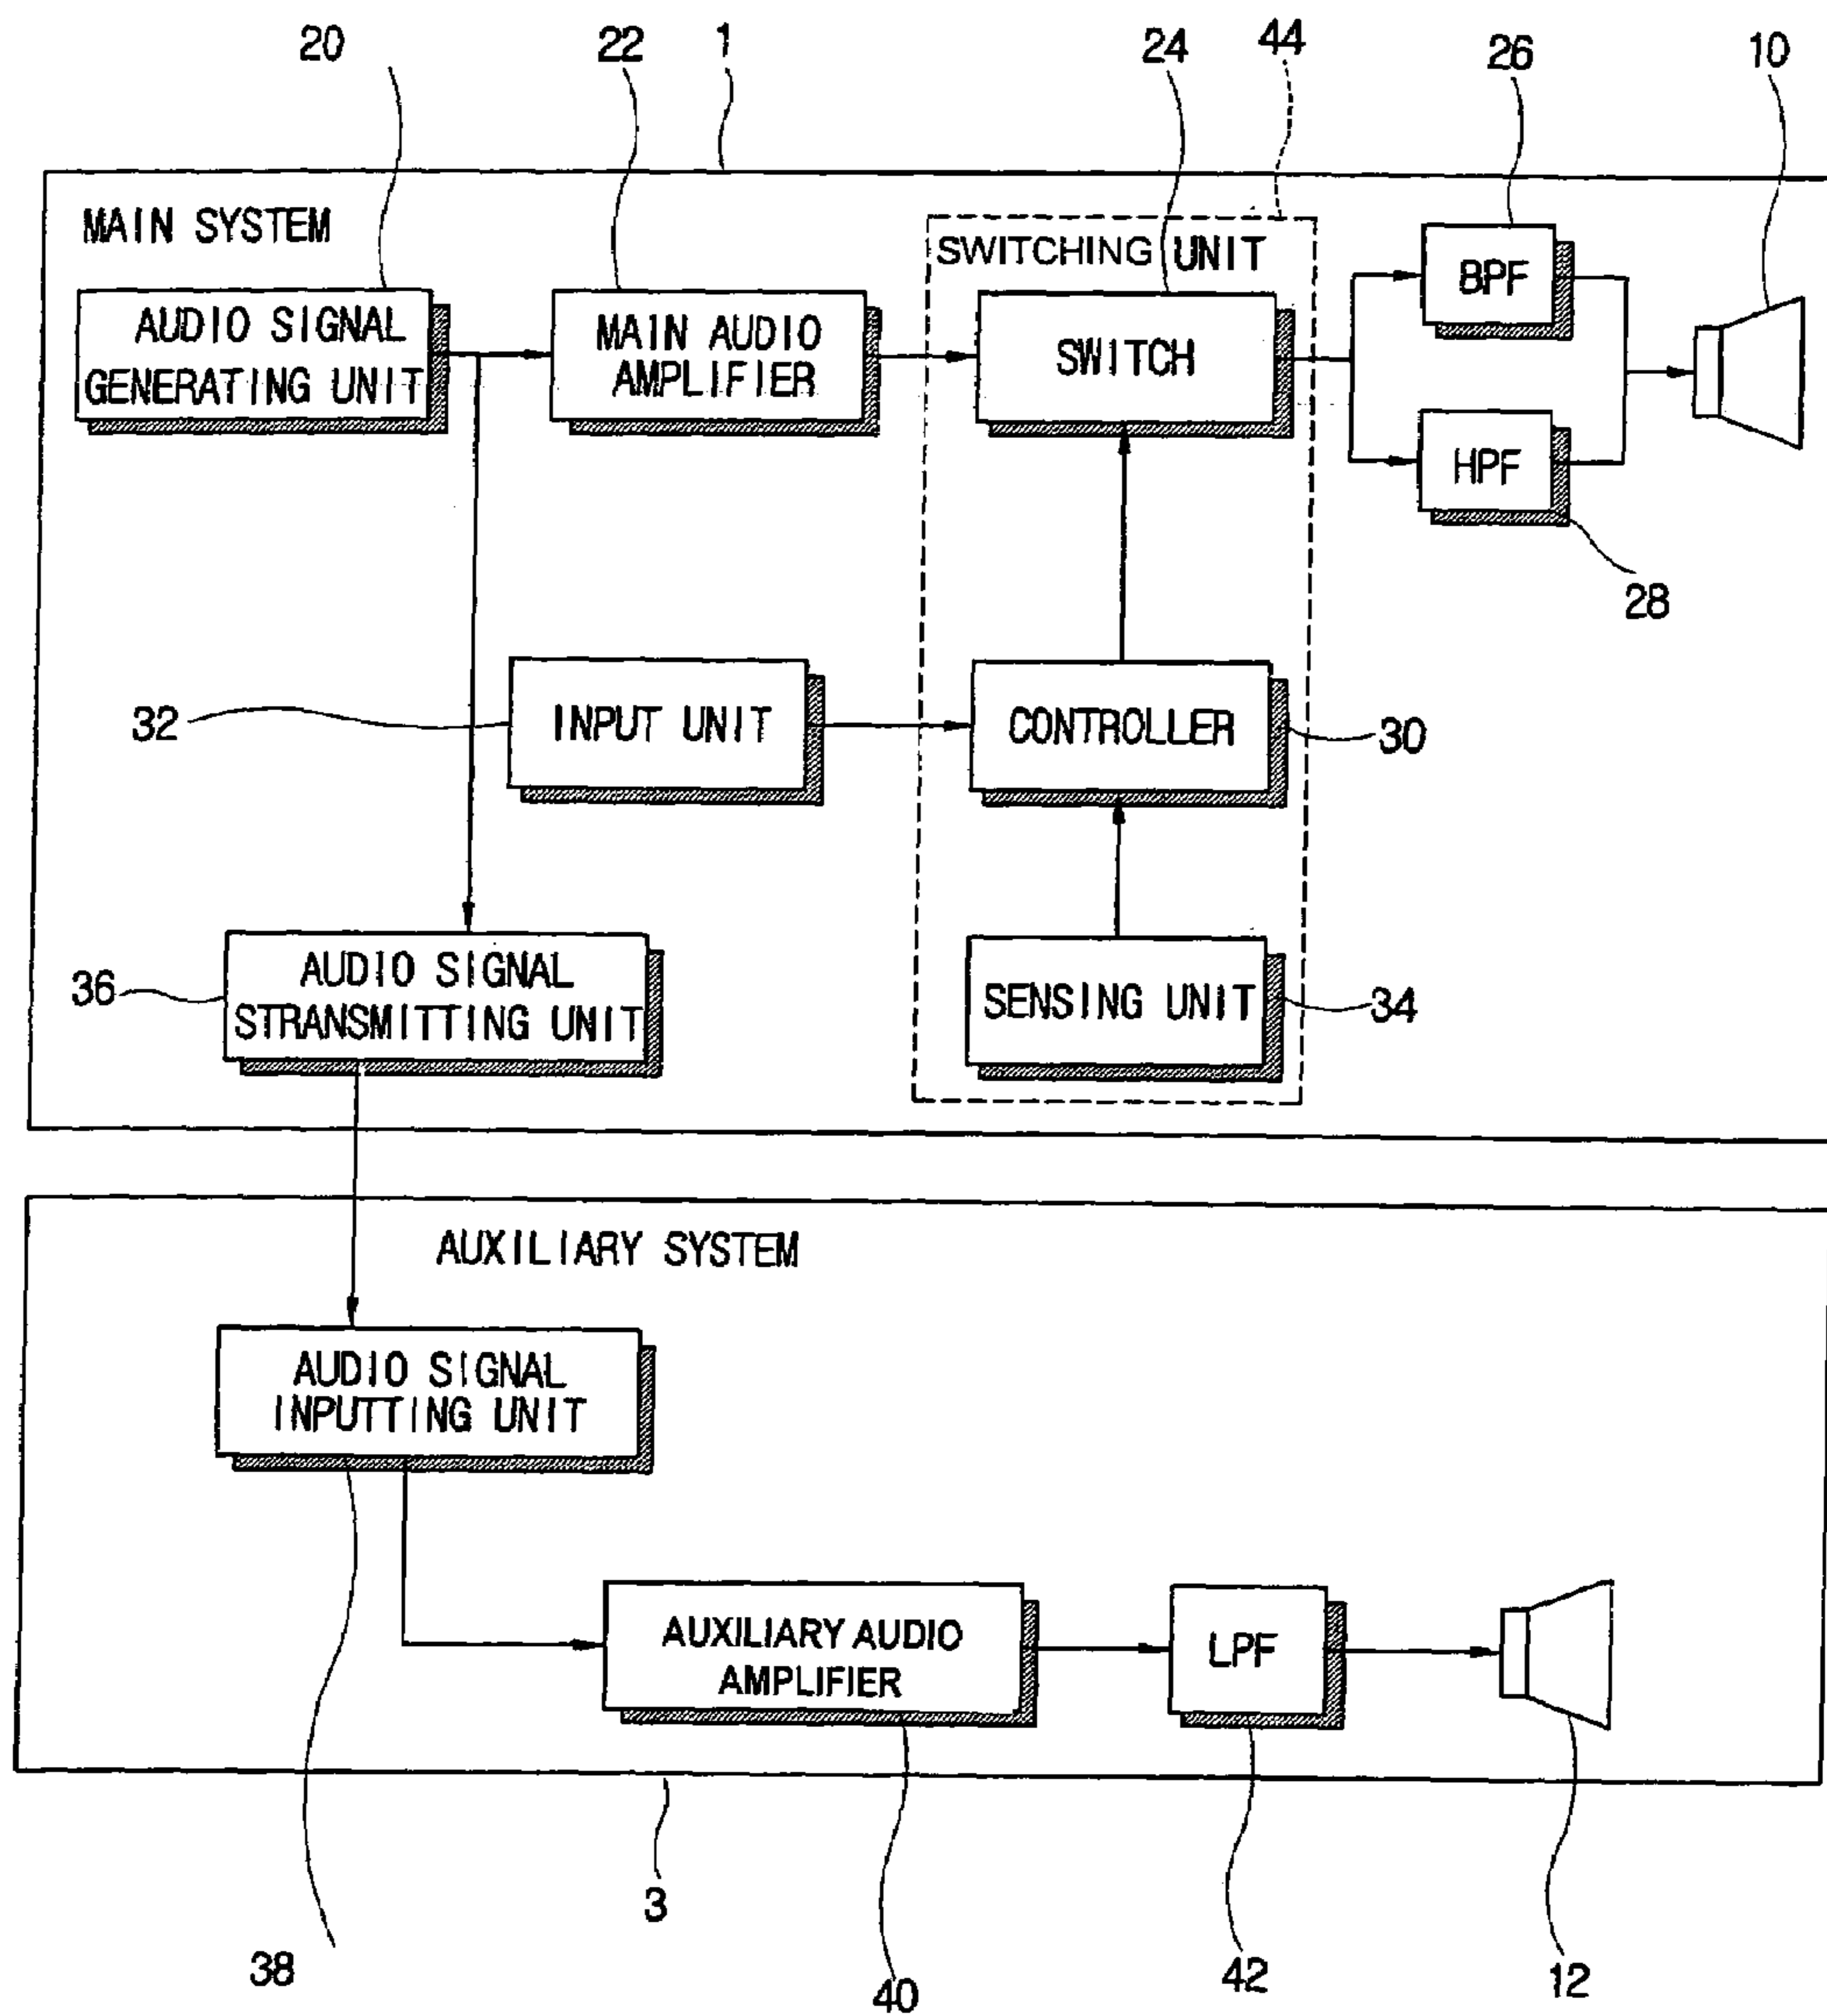 20
22
1
24
44
26
10
MAIN SYSTEM
SWITCHING UNIT
AUDIO SIGNAL
GENERATING UNIT
MAIN AUDIO
AMPLIFIER
SWITCH
BPF
HPF
28
32
INPUT UNIT
CONTROLLER
30
36
AUDIO SIGNAL
STRANSMITTING UNIT
SENSING UNIT
34
AUXILIARY SYSTEM
AUDIO SIGNAL
INPUTTING UNIT
AUXILIARY AUDIO
AMPLIFIER
LPF
3
38
40
42
12